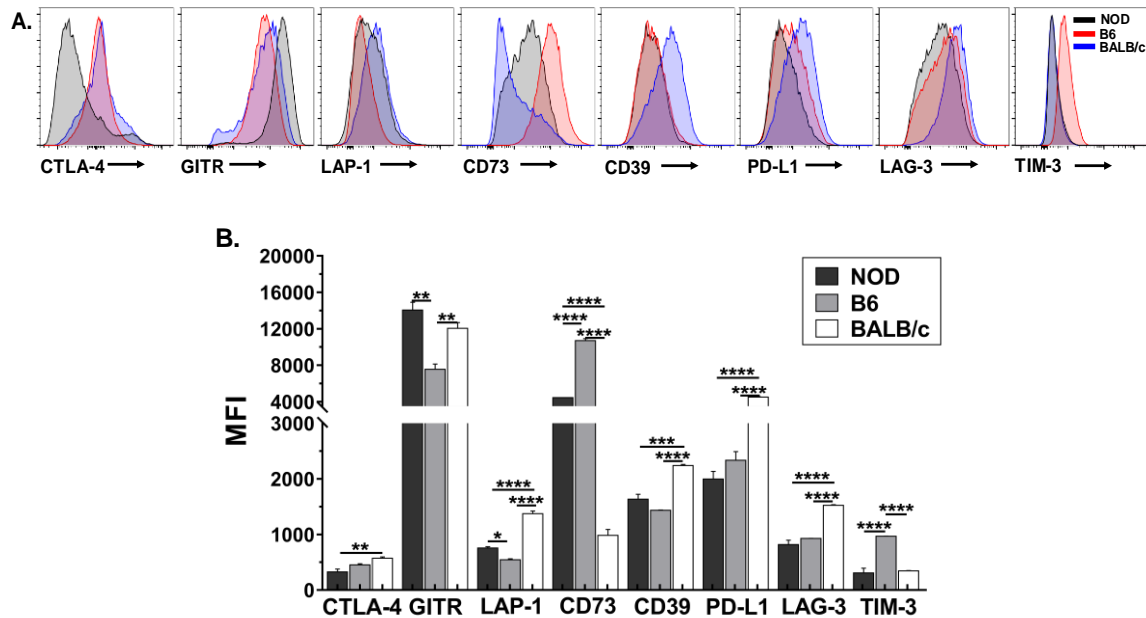 A.
NOD
B6
BALB/c
CTLA-4 GITR LAP-1 CD73 CD39 PD-L1 LAG-3 TIM-3
B.
20000
16000
12000
8000
4000
3000
2000
1000
0
MFI
NOD
B6
BALB/c
** ** **
* **** ****
**** **** ****
*** ****
**** ****
**** ****
**** ****
CTLA-4 GITR LAP-1 CD73 CD39 PD-L1 LAG-3 TIM-3